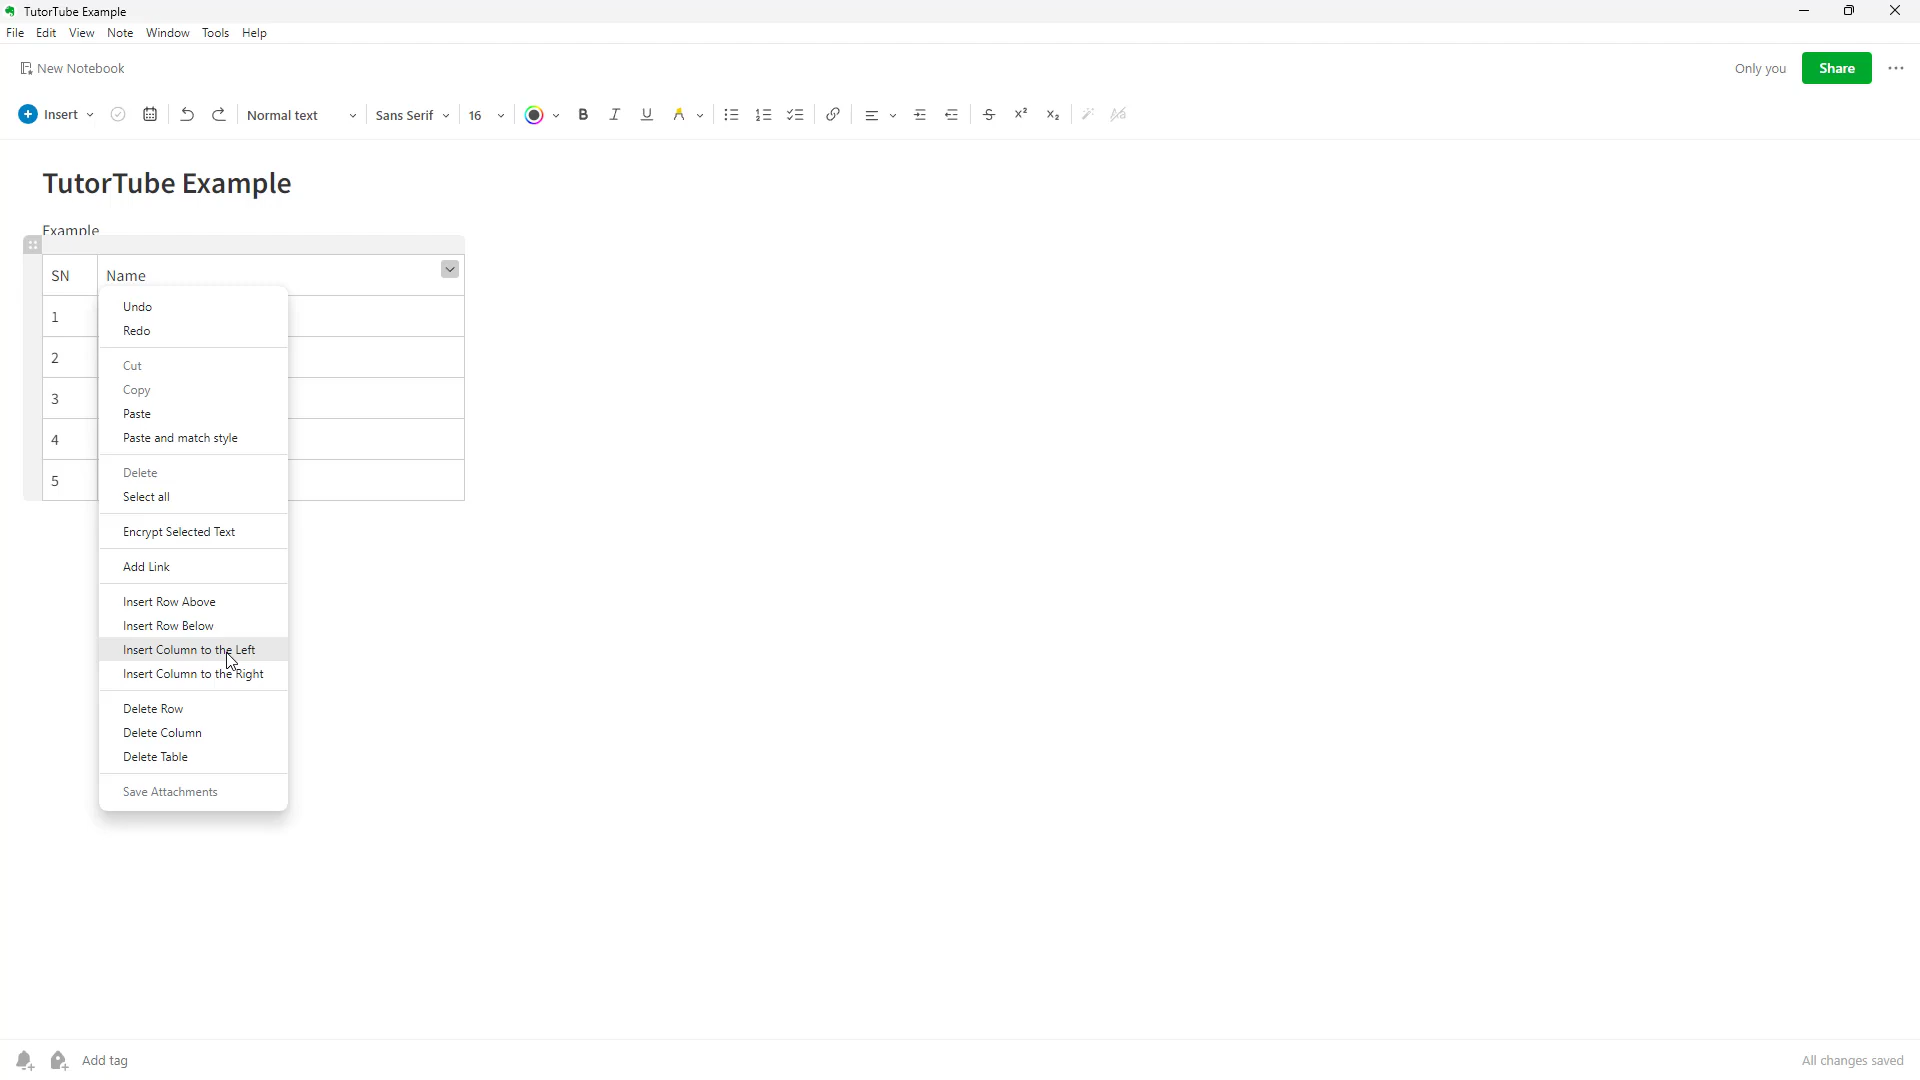 TutorTube Example
File Edit View Note Window Tools Help
New Notebook
Only you Share
Insert Normal text Sans Serif 16
TutorTube Example
Example
SN Name
1
2
3
4
5
Undo
Redo
Cut
Copy
Paste
Paste and match style
Delete
Select all
Encrypt Selected Text
Add Link
Insert Row Above
Insert Row Below
Insert Column to the Left
Insert Column to the Right
Delete Row
Delete Column
Delete Table
Save Attachments
Add tag
All changes saved